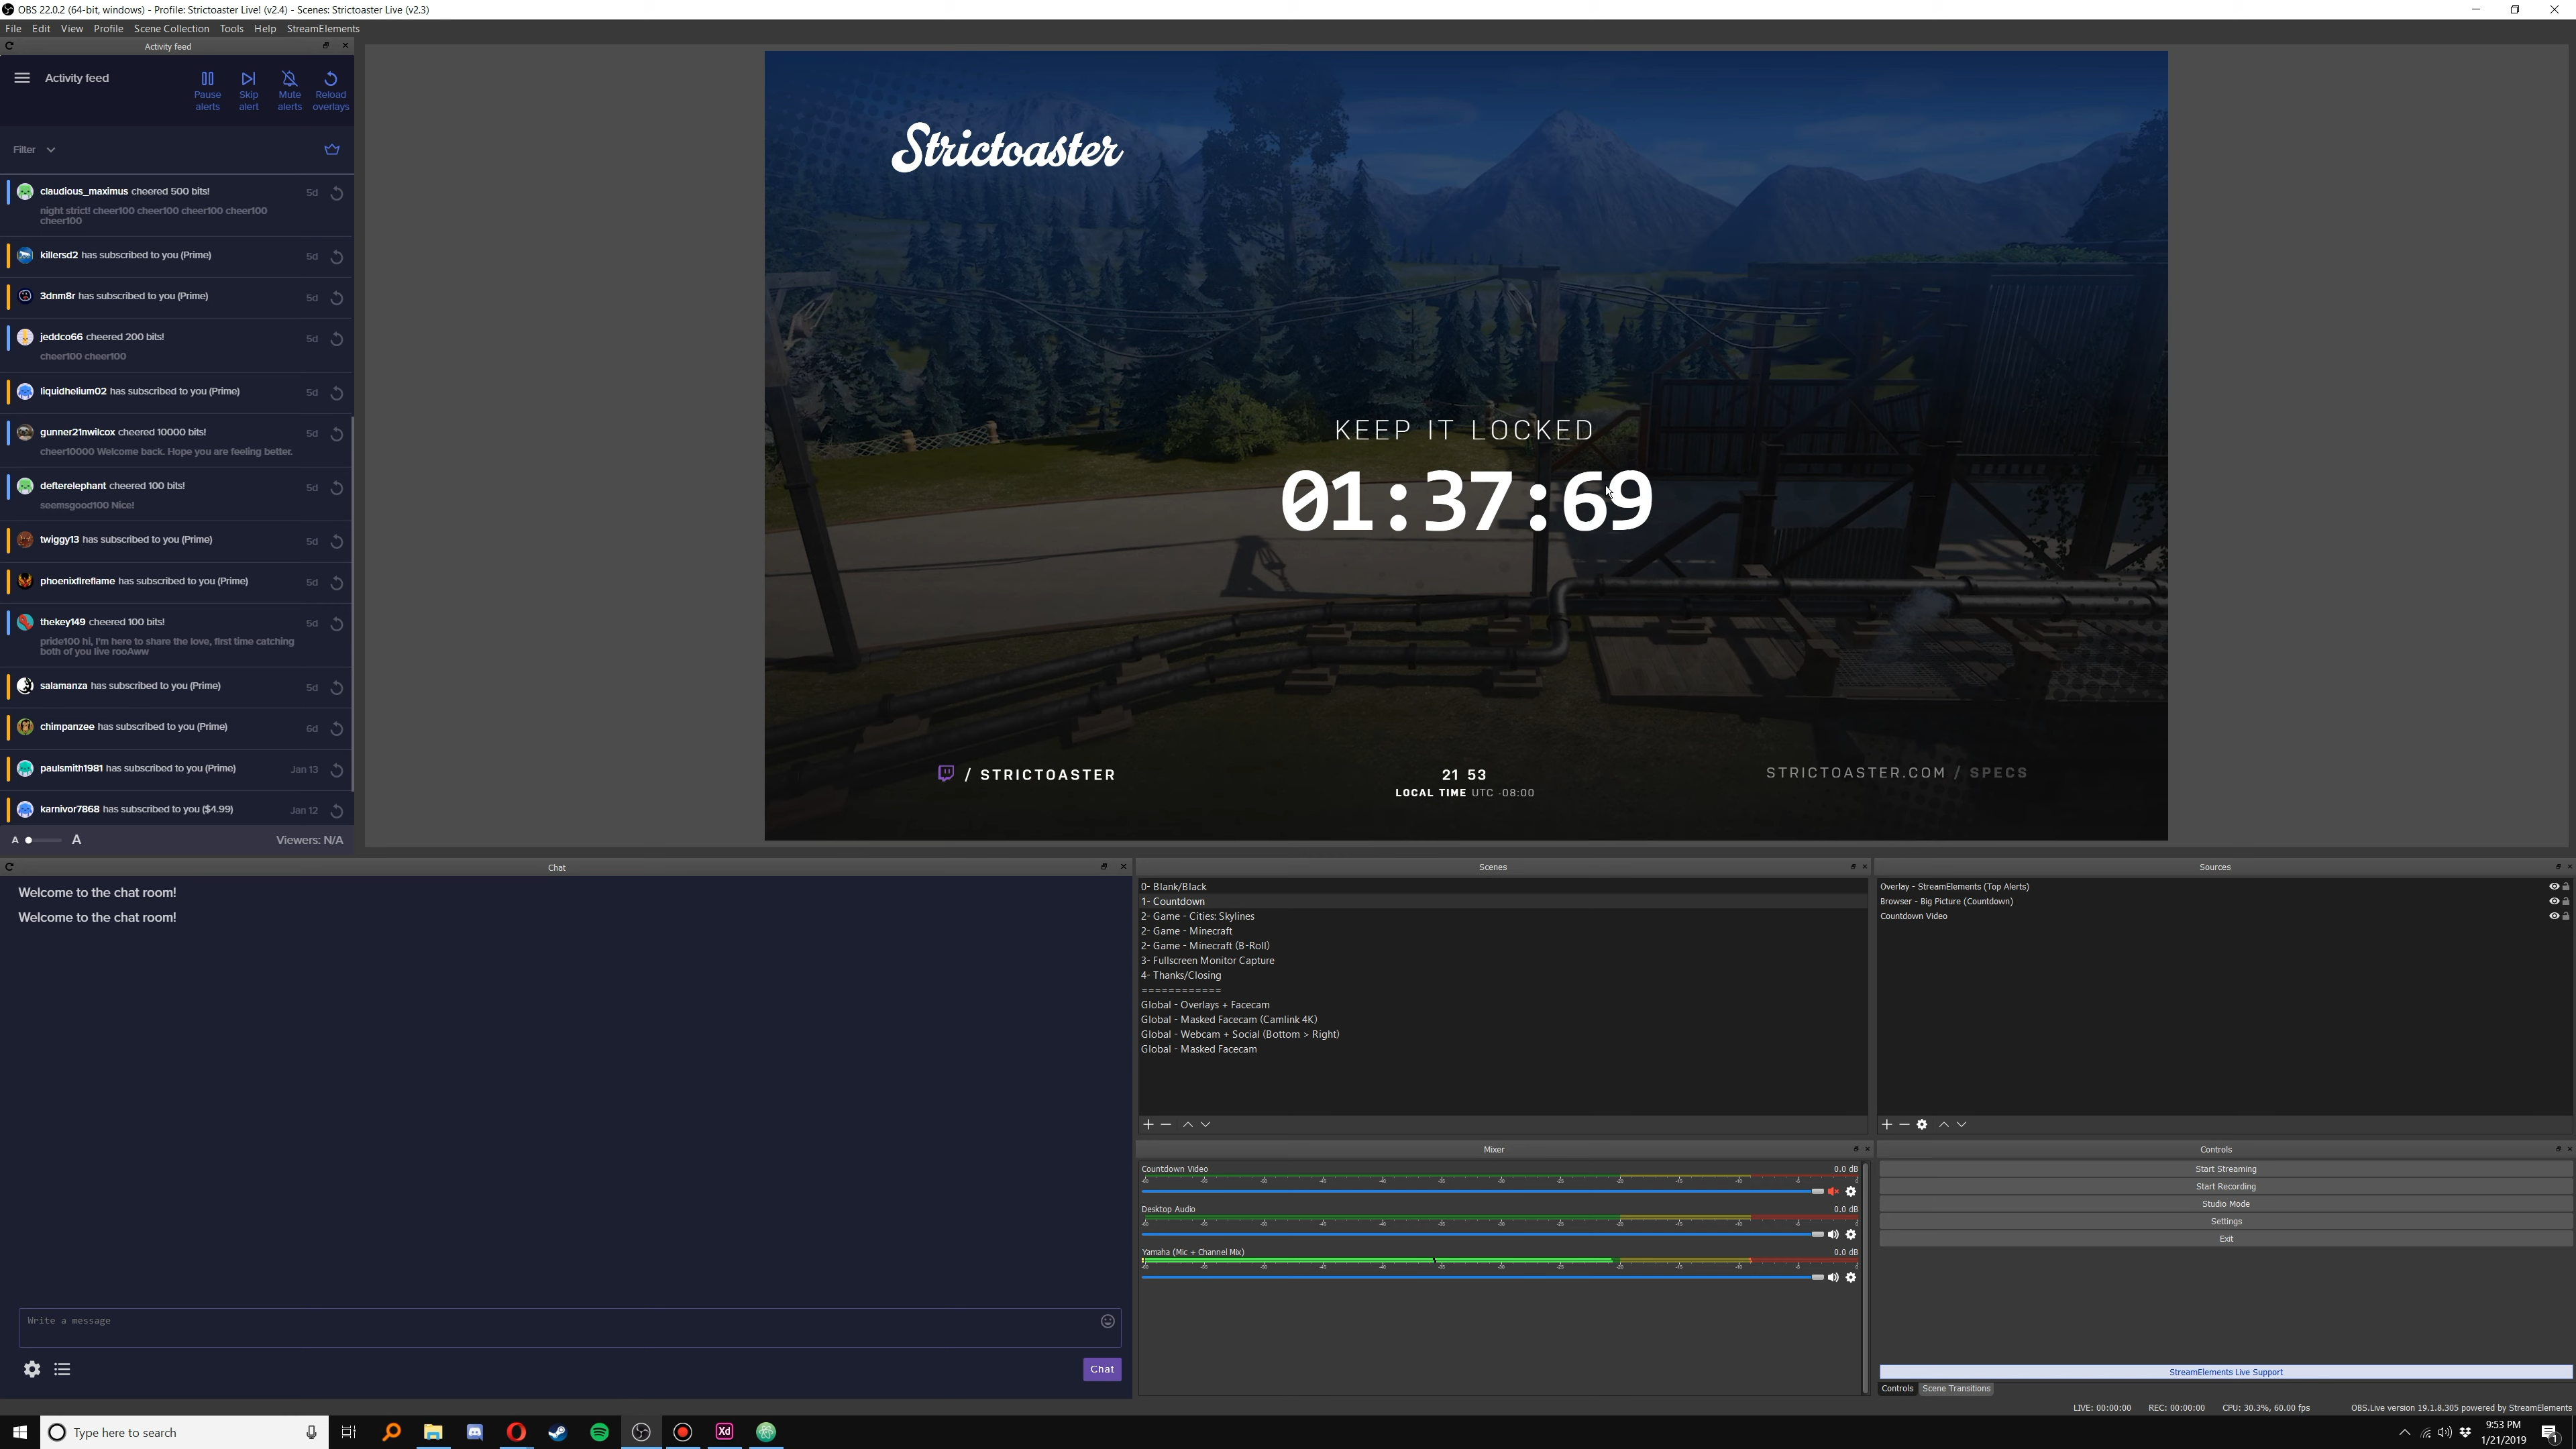 OBS 22.0.2 (64-bit, windows) - Profile: Strictoaster Live! (v2.4) - Scenes: Strictoaster Live (v2.3)
File Edit View Profile Scene Collection Tools Help StreamElements
Activity feed
Activity feed
Pause alerts
Skip alert
Mute alerts
Reload overlays
Filter
claudious_maximus cheered 500 bits! 5d
night strict! cheer100 cheer100 cheer100 cheer100
cheer100
killersd2 has subscribed to you (Prime) 5d
3dnm8r has subscribed to you (Prime) 5d
jeddco66 cheered 200 bits! 5d
cheer100 cheer100
liquidhelium02 has subscribed to you (Prime) 5d
gunner21nwilcox cheered 10000 bits! 5d
cheer10000 Welcome back. Hope you are feeling better.
defterelephant cheered 100 bits! 5d
seemsgood100 Nice!
twiggy13 has subscribed to you (Prime) 5d
phoenixfireflame has subscribed to you (Prime) 5d
thekey149 cheered 100 bits! 5d
pride100 hi, I'm here to share the love, first time catching
both of you live rooAww
salamanza has subscribed to you (Prime) 5d
chimpanzee has subscribed to you (Prime) 6d
paulsmith1981 has subscribed to you (Prime) Jan 13
karnivor7868 has subscribed to you ($4.99) Jan 12
A A Viewers: N/A
Strictoaster
KEEP IT LOCKED
01:37:69
/ STRICTOASTER
21 53
LOCAL TIME UTC -08:00
STRICTOASTER.COM / SPECS
Chat
Welcome to the chat room!
Welcome to the chat room!
Write a message
Chat
Scenes
0- Blank/Black
1- Countdown
2- Game - Cities: Skylines
2- Game - Minecraft
2- Game - Minecraft (B-Roll)
3- Fullscreen Monitor Capture
4- Thanks/Closing
============
Global - Overlays + Facecam
Global - Masked Facecam (Camlink 4K)
Global - Webcam + Social (Bottom > Right)
Global - Masked Facecam
Sources
Overlay - StreamElements (Top Alerts)
Browser - Big Picture (Countdown)
Countdown Video
Mixer
Countdown Video 0.0 dB
Desktop Audio 0.0 dB
Yamaha (Mic + Channel Mix) 0.0 dB
Controls
Start Streaming
Start Recording
Studio Mode
Settings
Exit
StreamElements Live Support
Controls Scene Transitions
LIVE: 00:00:00 REC: 00:00:00 CPU: 30.3%, 60.00 fps OBS.Live version 19.1.8.305 powered by StreamElements
Type here to search
Xd
9:53 PM
1/21/2019
1